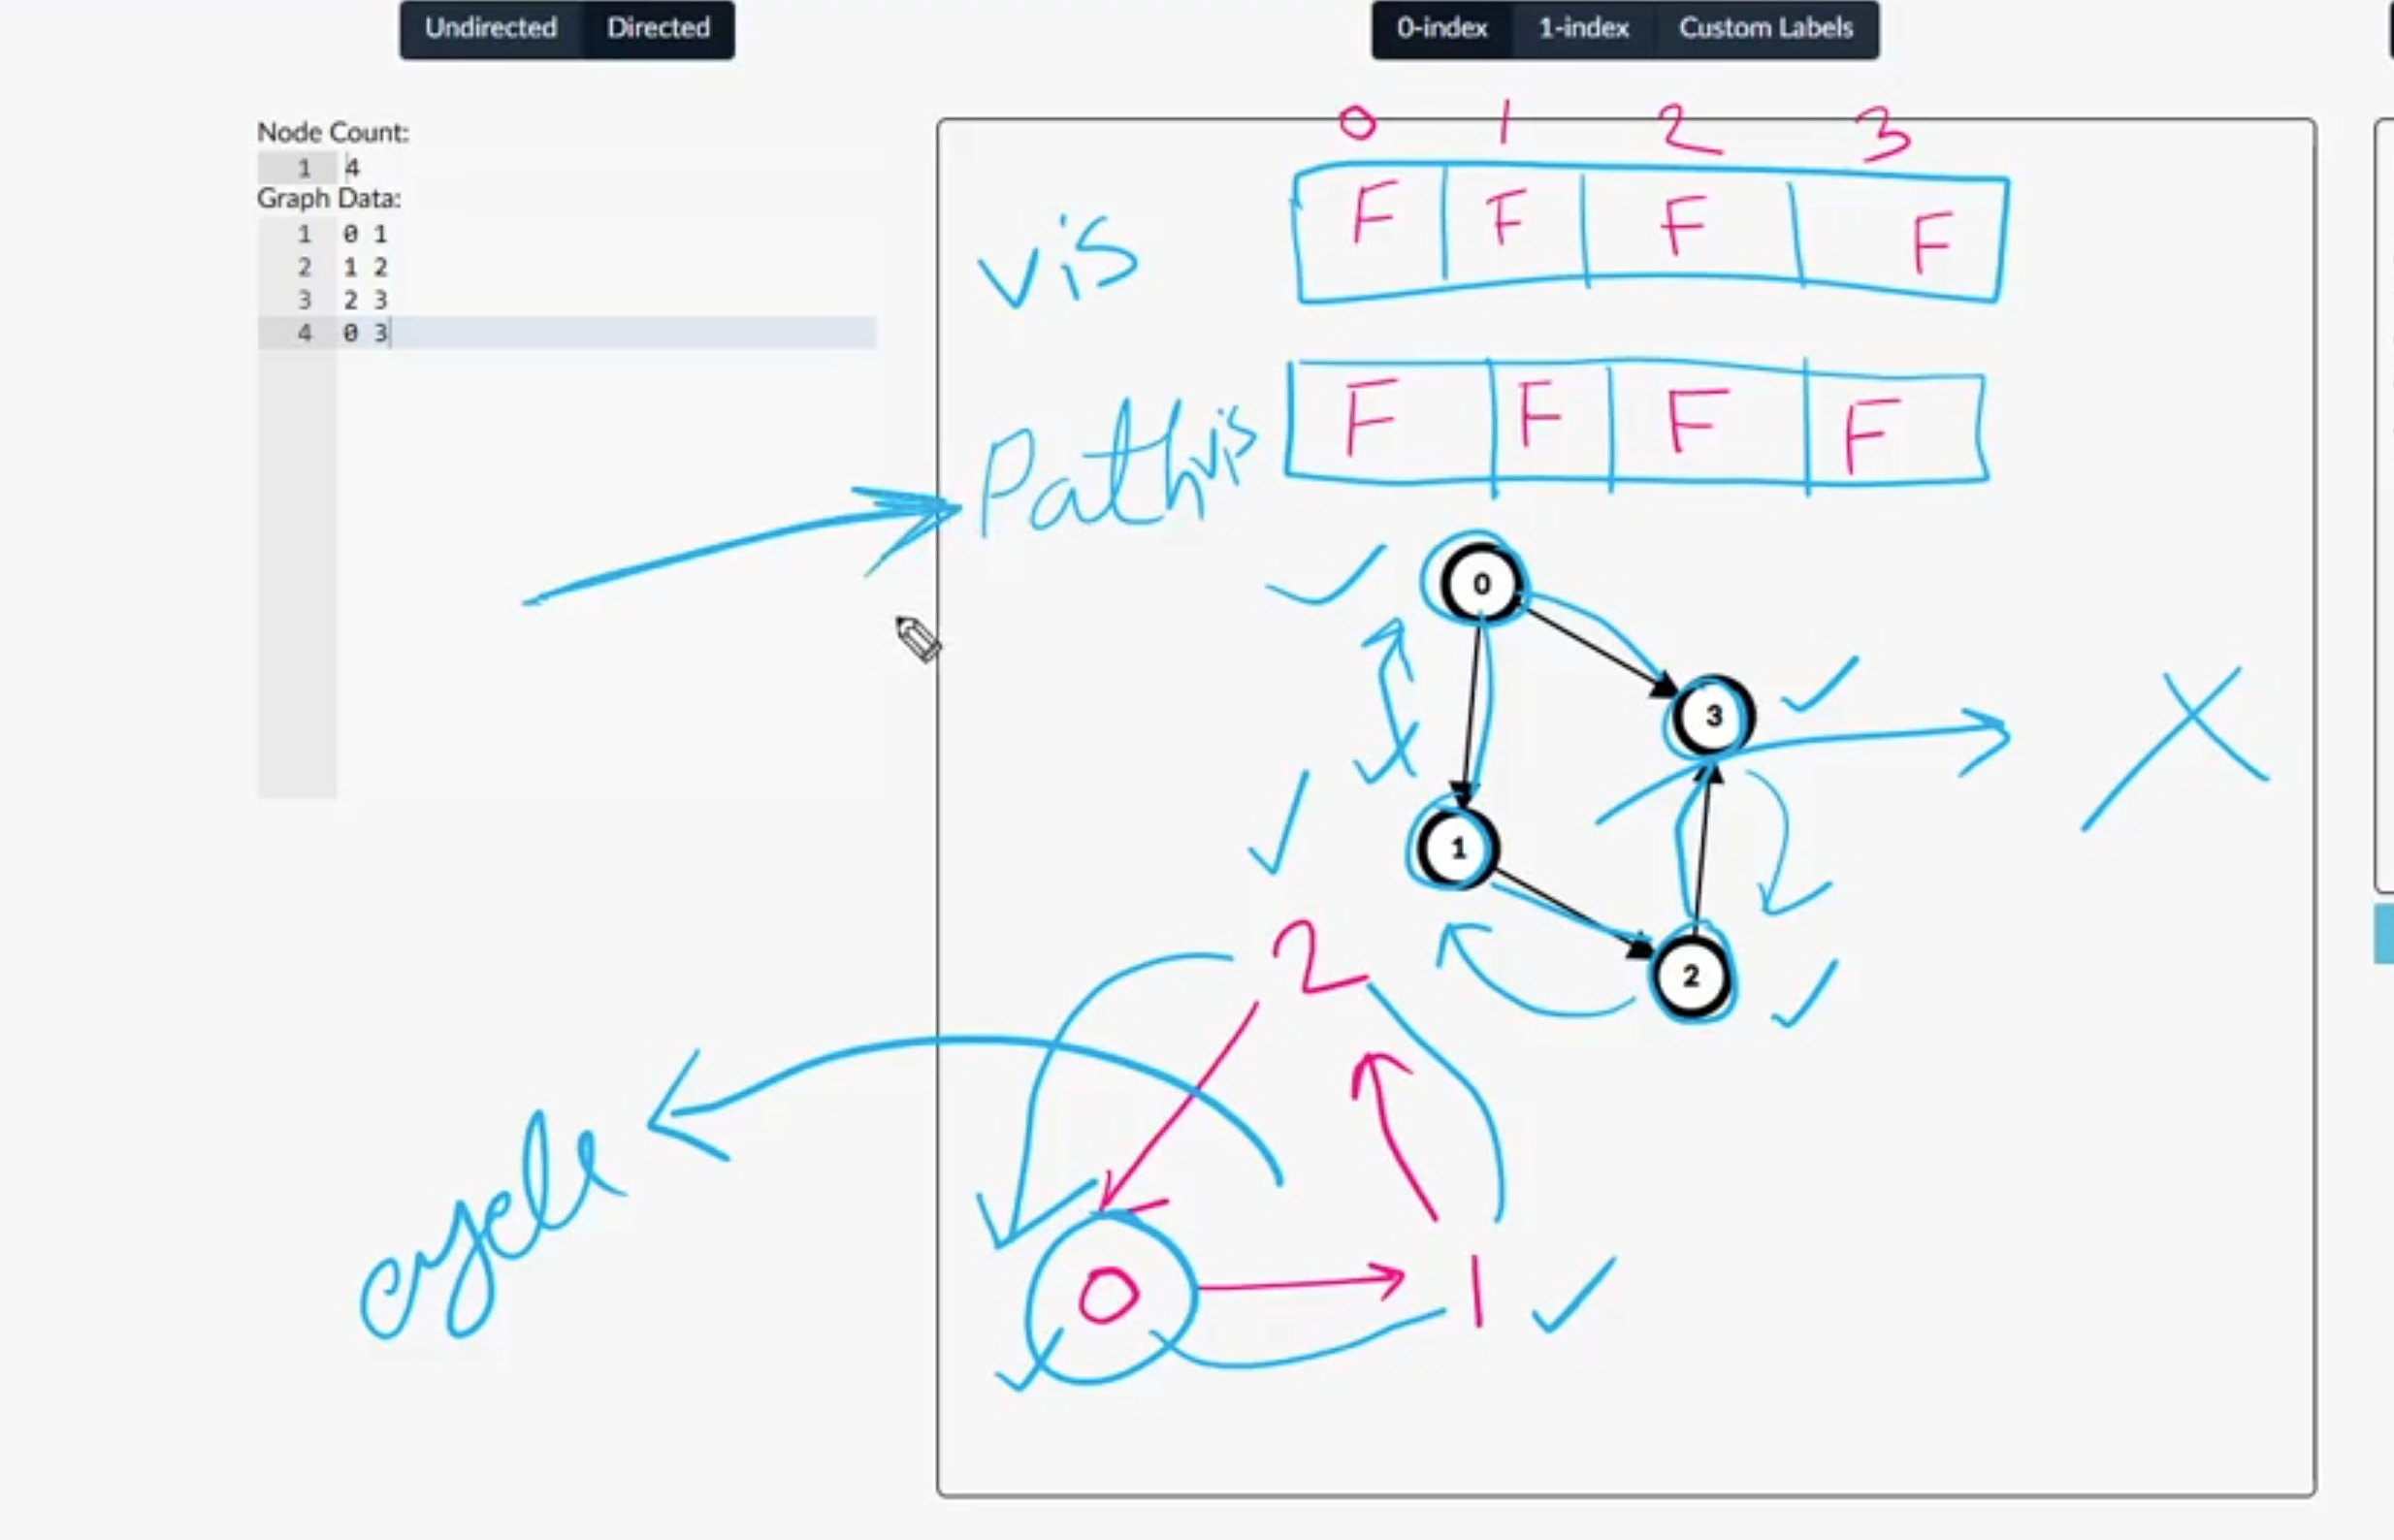 Undirected Directed
0-index 1-index Custom Labels
Node Count:
1 4
Graph Data:
1 0 1
2 1 2
3 2 3
4 0 3
0 1 2 3
vis F F F F
Pathvis F F F F
0
3
1
2
2
cycle
0 1